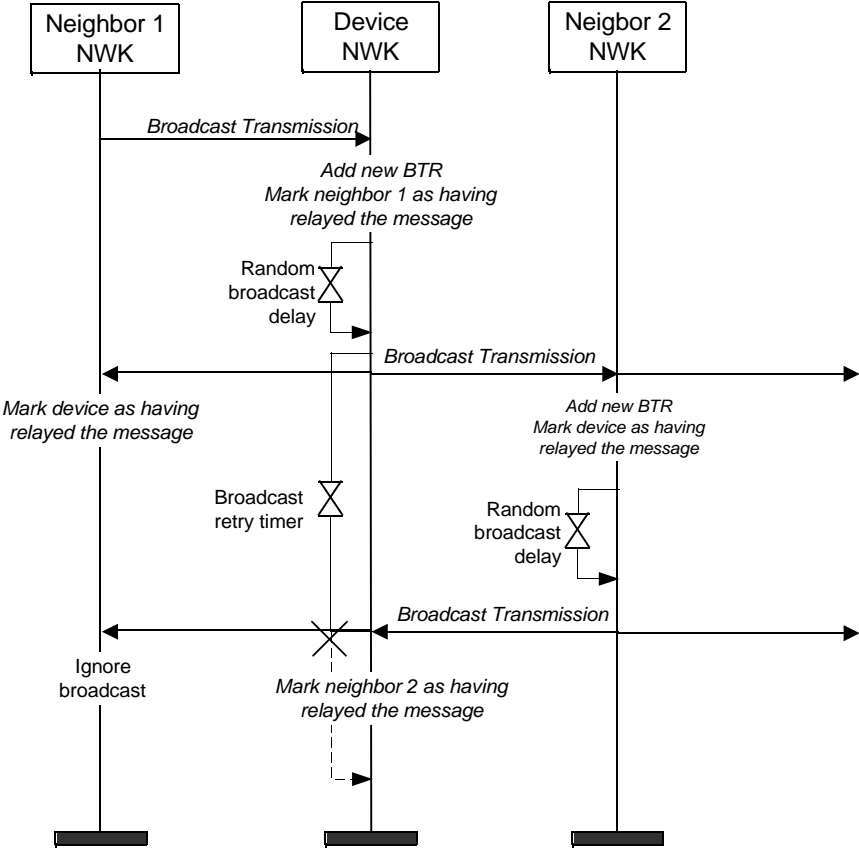 Neighbor 1
NWK
Device
NWK
Neigbor 2
NWK
Broadcast Transmission
Add new BTR
Mark neighbor 1 as having
relayed the message
Random
broadcast
delay
Broadcast Transmission
Mark device as having
relayed the message
Add new BTR
Mark device as having
relayed the message
Broadcast
retry timer
Random
broadcast
delay
Broadcast Transmission
Ignore
broadcast
Mark neighbor 2 as having
relayed the message